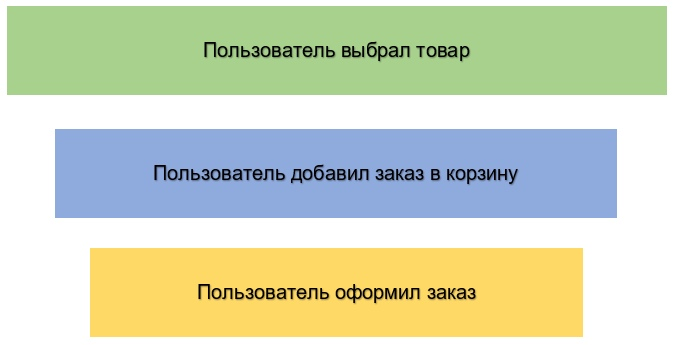 Пользователь выбрал товар
Пользователь добавил заказ в корзину
Пользователь оформил заказ